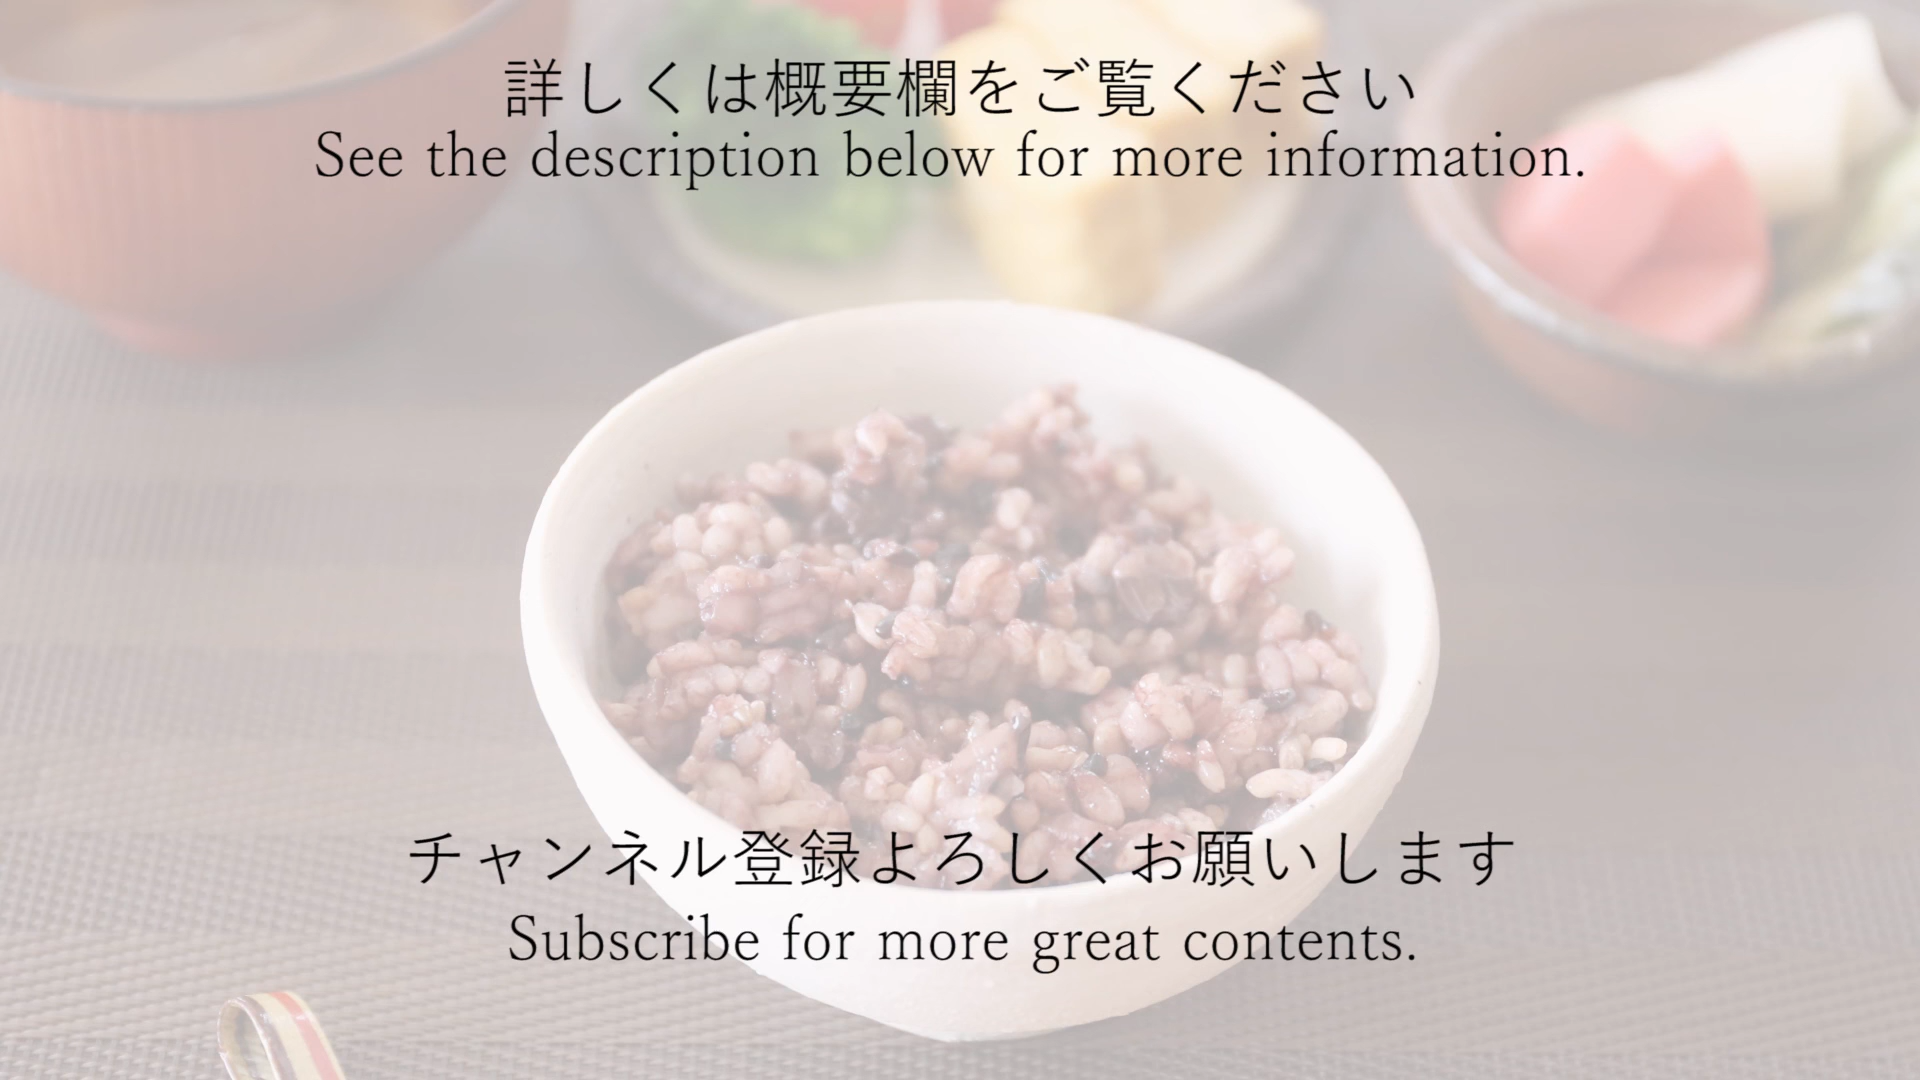 詳しくは概要欄をご覧ください
See the description below for more information.
チャンネル登録よろしくお願いします
Subscribe for more great contents.